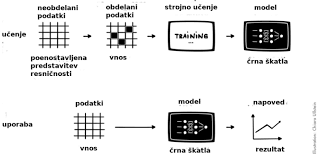 neobdelani podatki
obdelani podatki
strojno učenje
model
učenje
TRAINING
...
poenostavljena predstavitev resničnosti
vnos
črna škatla
podatki
model
napoved
uporaba
vnos
črna škatla
rezultat